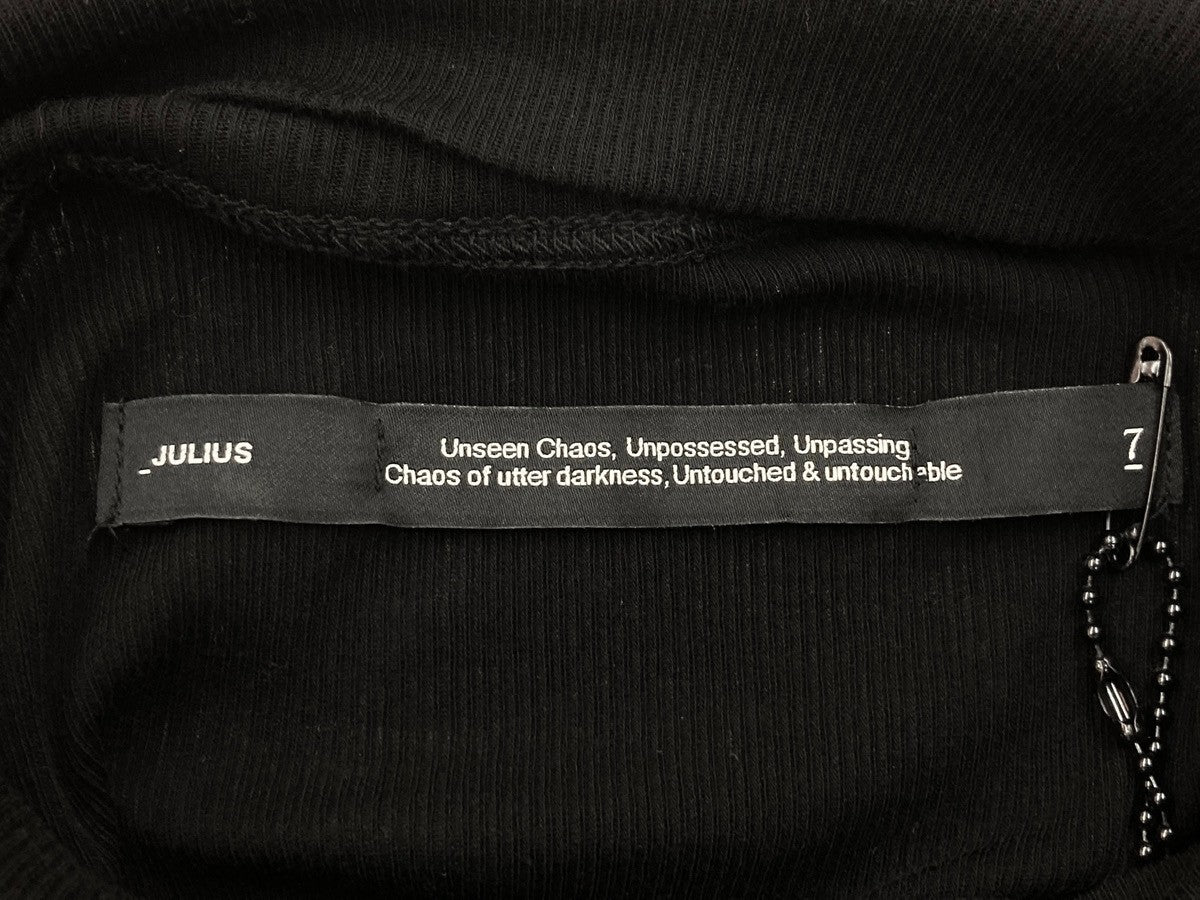 _JULIUS
Unseen Chaos, Unpossessed, Unpassing
Chaos of utter darkness, Untouched & untouchable
7